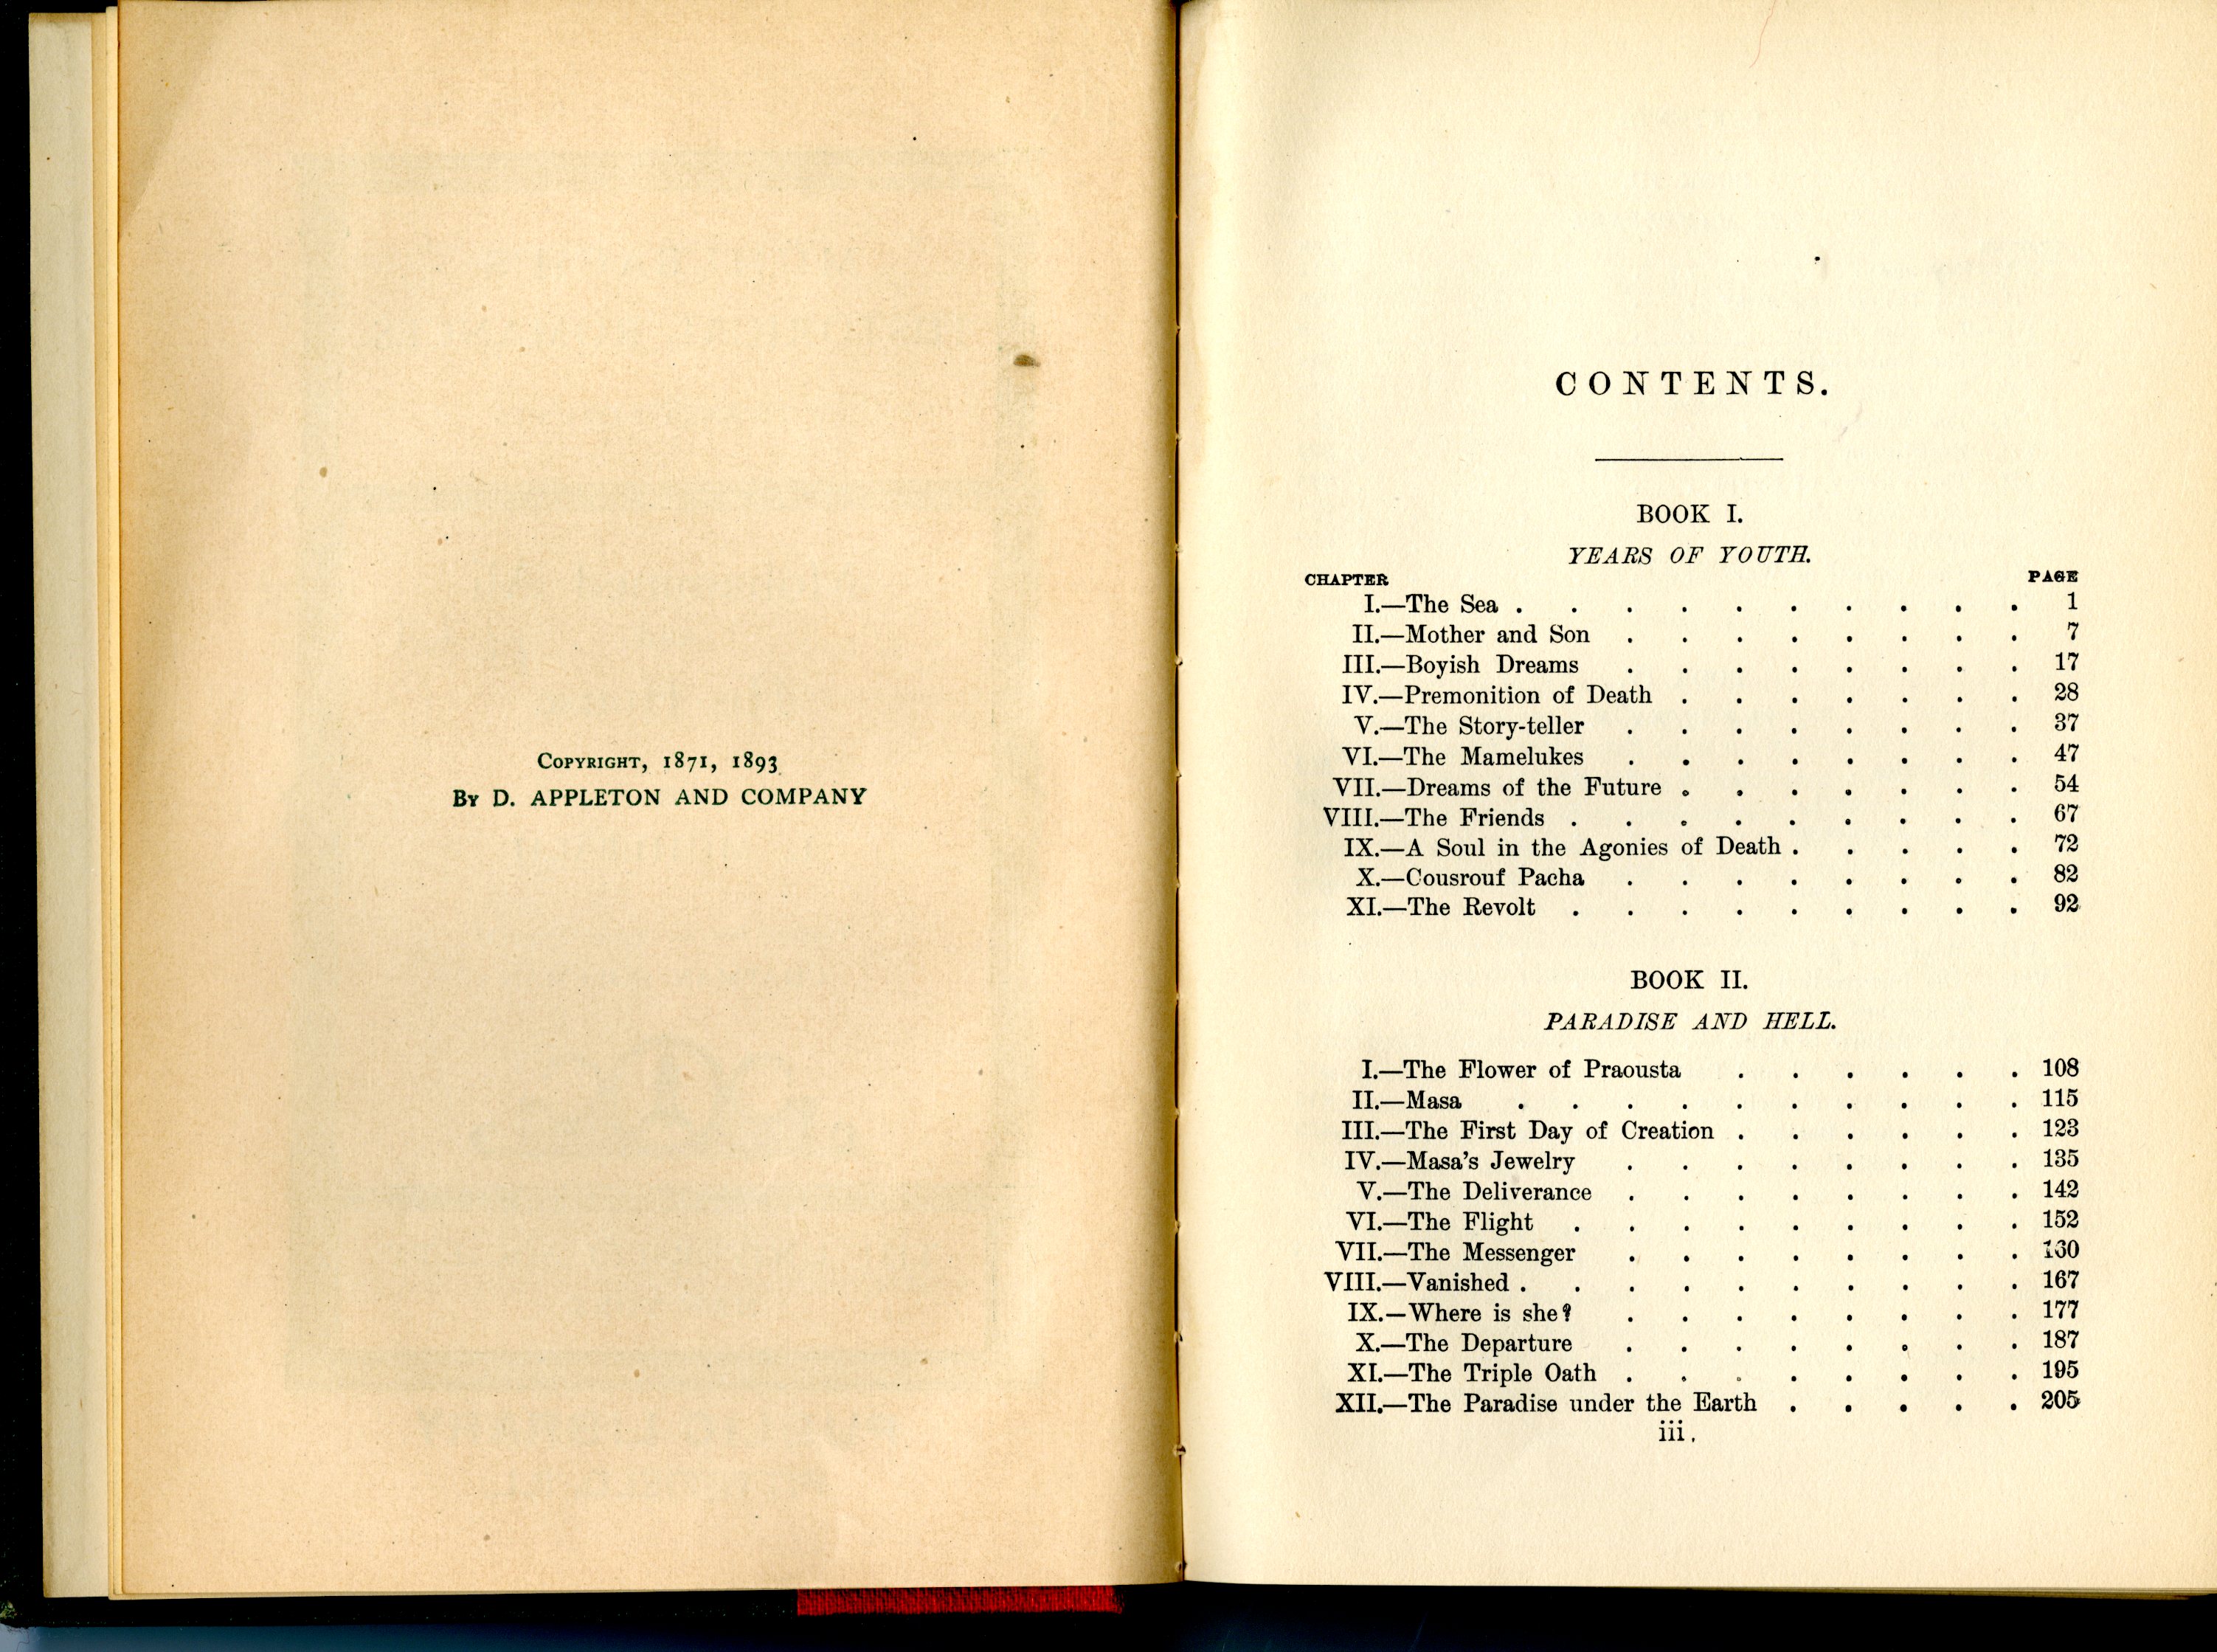 COPYRIGHT, 1871, 1893
BY D. APPLETON AND COMPANY
CONTENTS.
BOOK I.
YEARS OF YOUTH.
CHAPTER PAGE
I.—The Sea . . . . . . . . . . 1
II.—Mother and Son . . . . . . . . 7
III.—Boyish Dreams . . . . . . . . 17
IV.—Premonition of Death . . . . . . . 28
V.—The Story-teller . . . . . . . . 37
VI.—The Mamelukes . . . . . . . . 47
VII.—Dreams of the Future . . . . . . . 54
VIII.—The Friends . . . . . . . . . 67
IX.—A Soul in the Agonies of Death . . . . . 72
X.—Cousrouf Pacha . . . . . . . . 82
XI.—The Revolt . . . . . . . . . 92
BOOK II.
PARADISE AND HELL.
I.—The Flower of Praousta . . . . . . 108
II.—Masa . . . . . . . . . . 115
III.—The First Day of Creation . . . . . . 123
IV.—Masa's Jewelry . . . . . . . . 135
V.—The Deliverance . . . . . . . . 142
VI.—The Flight . . . . . . . . . 152
VII.—The Messenger . . . . . . . . 160
VIII.—Vanished . . . . . . . . . . 167
IX.—Where is she? . . . . . . . . 177
X.—The Departure . . . . . . . . 187
XI.—The Triple Oath . . . . . . . . 195
XII.—The Paradise under the Earth . . . . . 205
iii.